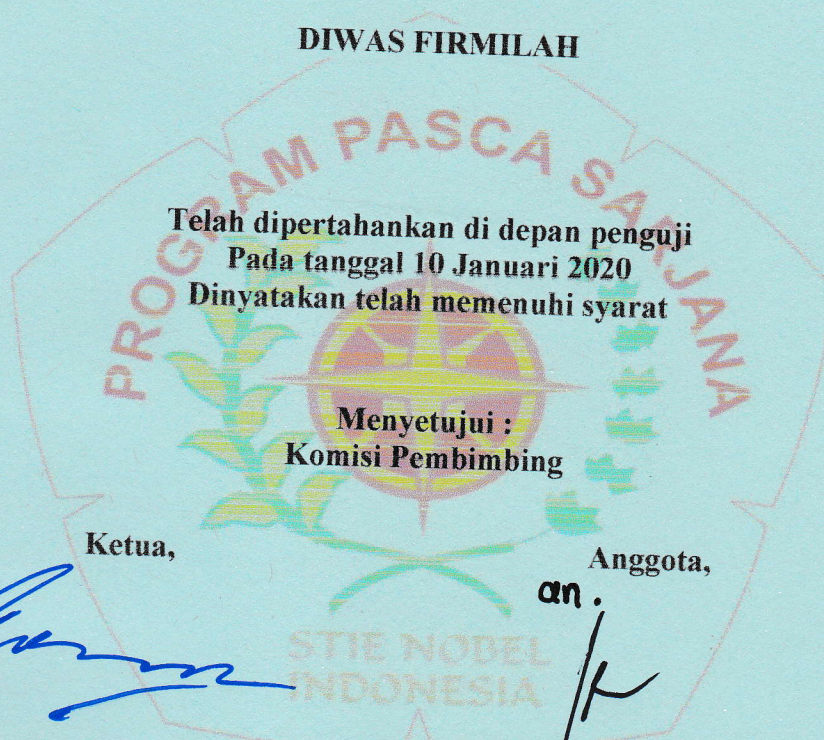 DIWAS FIRMILAH
PROGRAM PASCA SARJANA
Telah dipertahankan di depan penguji
Pada tanggal 10 Januari 2020
Dinyatakan telah memenuhi syarat
Menyetujui :
Komisi Pembimbing
Ketua,
Anggota,
an.
STIE NOBEL
INDONESIA